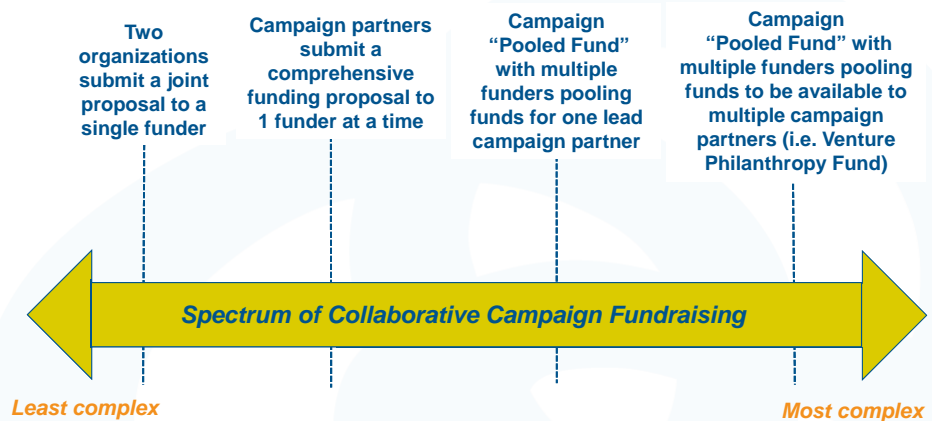 Two
organizations
submit a joint
proposal to a
single funder
Campaign partners
submit a
comprehensive
funding proposal to
1 funder at a time
Campaign
“Pooled Fund”
with multiple
funders pooling
funds for one lead
campaign partner
Campaign
“Pooled Fund” with
multiple funders pooling
funds to be available to
multiple campaign
partners (i.e. Venture
Philanthropy Fund)
Spectrum of Collaborative Campaign Fundraising
Least complex
Most complex